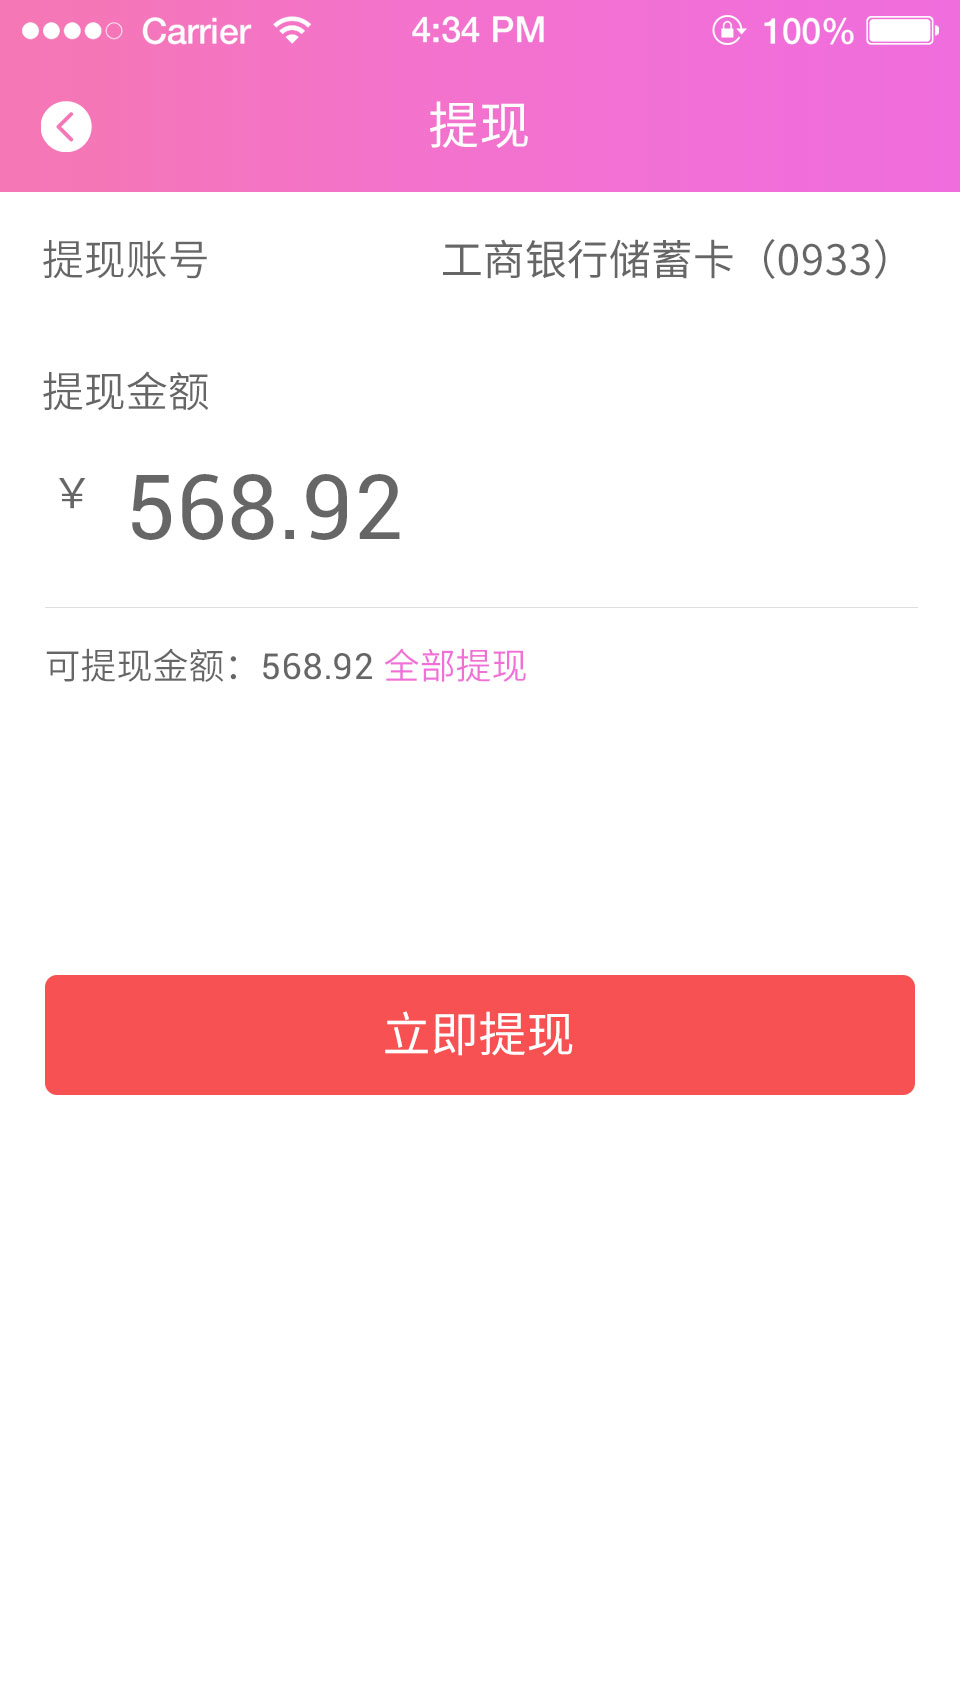 Carrier 4:34 PM 100%
提现
提现账号 工商银行储蓄卡（0933）
提现金额
¥ 568.92
可提现金额：568.92 全部提现
立即提现